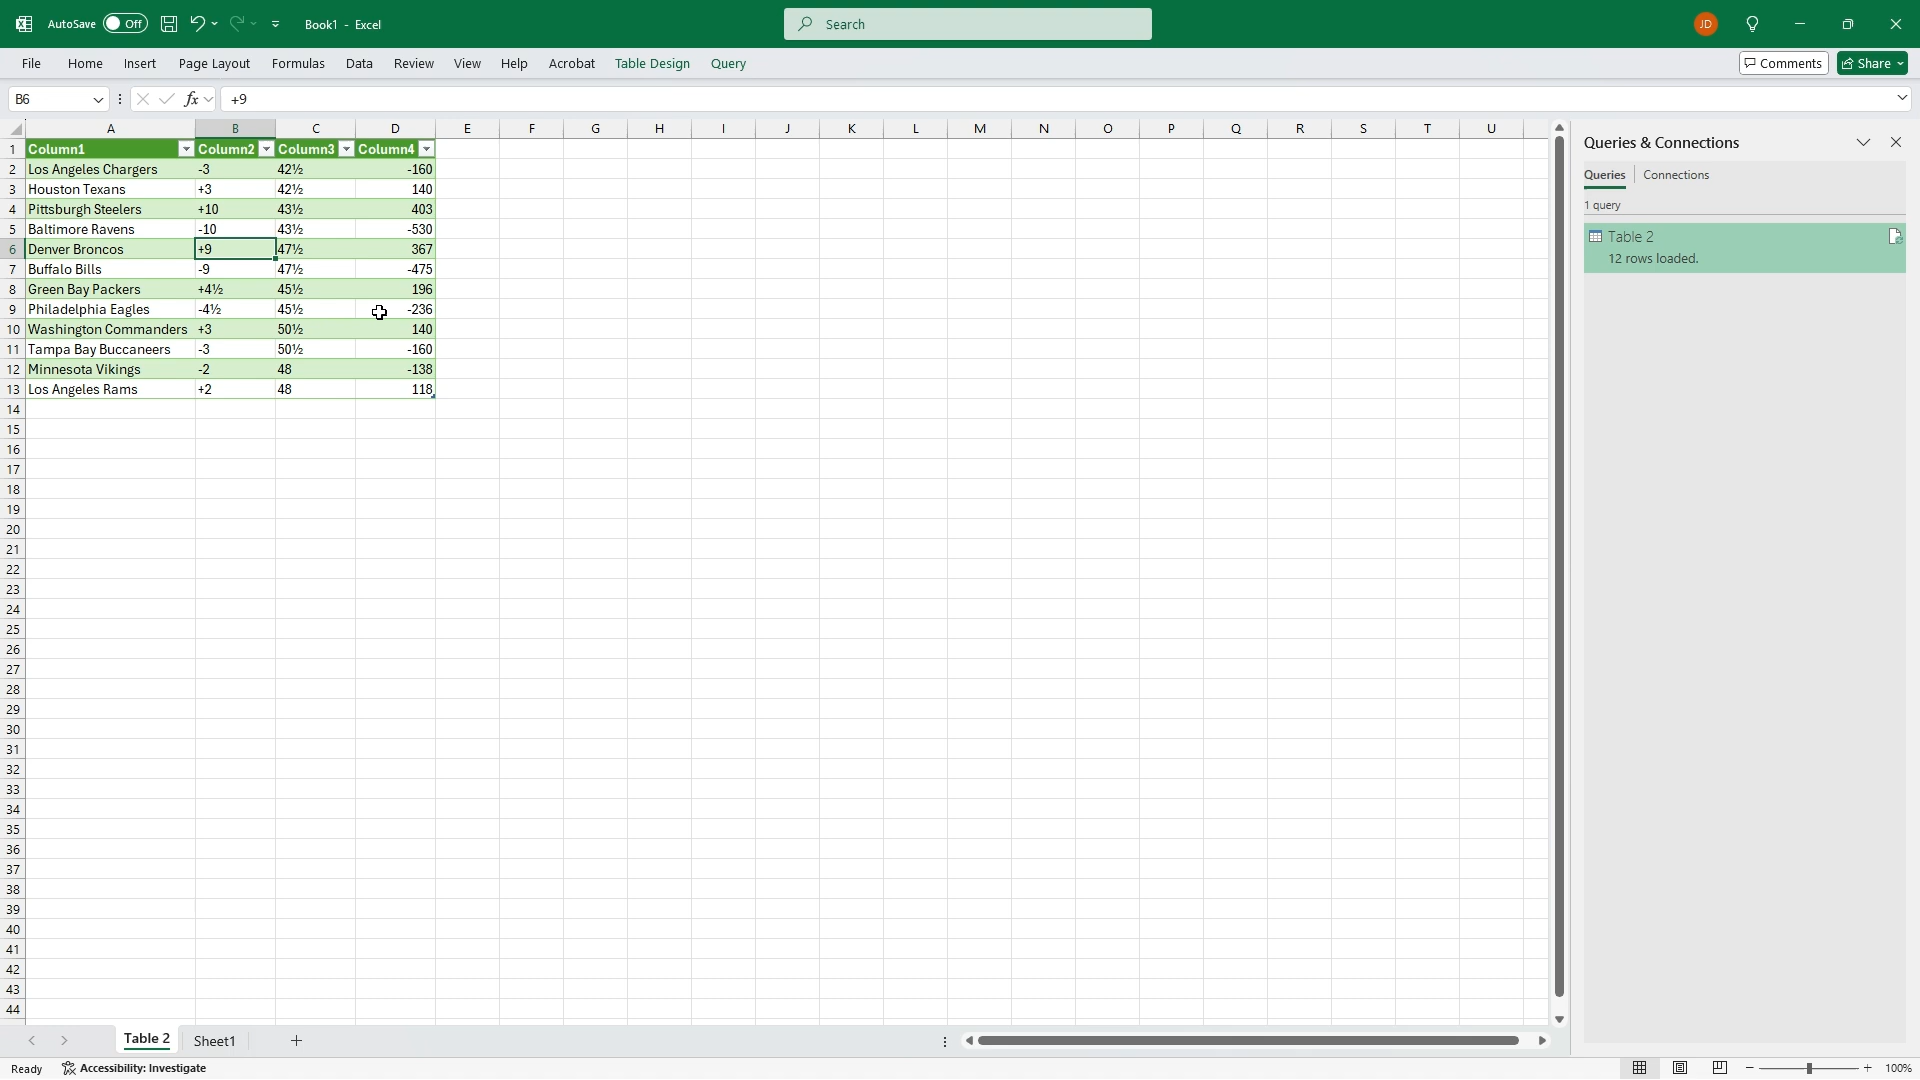 AutoSave Off Book1 - Excel Search JD
File Home Insert Page Layout Formulas Data Review View Help Acrobat Table Design Query Comments Share
B6 fx +9
A B C D E F G H I J K L M N O P Q R S T U
1 Column1 Column2 Column3 Column4
2 Los Angeles Chargers -3 42½ -160
3 Houston Texans +3 42½ 140
4 Pittsburgh Steelers +10 43½ 403
5 Baltimore Ravens -10 43½ -530
6 Denver Broncos +9 47½ 367
7 Buffalo Bills -9 47½ -475
8 Green Bay Packers +4½ 45½ 196
9 Philadelphia Eagles -4½ 45½ -236
10 Washington Commanders +3 50½ 140
11 Tampa Bay Buccaneers -3 50½ -160
12 Minnesota Vikings -2 48 -138
13 Los Angeles Rams +2 48 118
14
15
16
17
18
19
20
21
22
23
24
25
26
27
28
29
30
31
32
33
34
35
36
37
38
39
40
41
42
43
44
Queries & Connections
Queries Connections
1 query
Table 2
12 rows loaded.
Table 2 Sheet1
Ready Accessibility: Investigate 100%